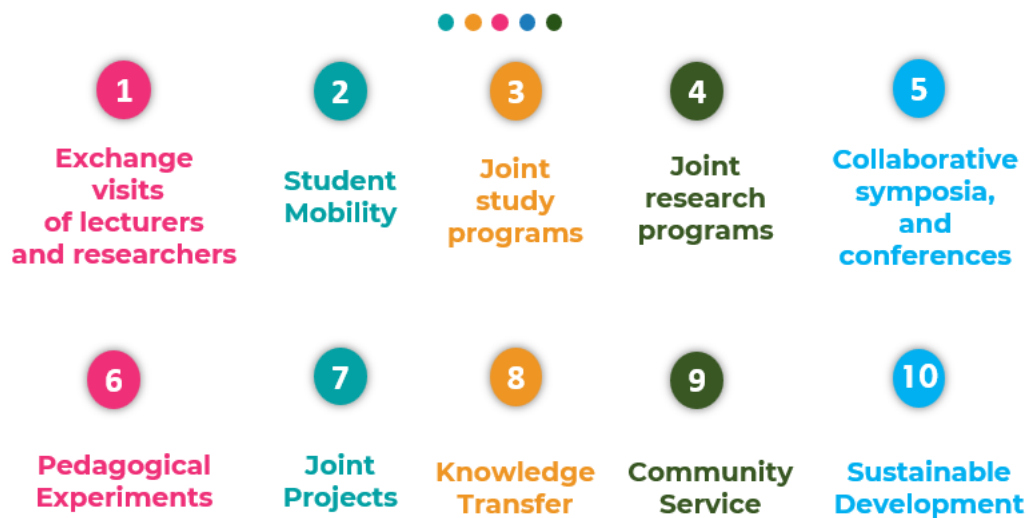 1
Exchange
visits
of lecturers
and researchers
2
Student
Mobility
3
Joint
study
programs
4
Joint
research
programs
5
Collaborative
symposia,
and
conferences
6
Pedagogical
Experiments
7
Joint
Projects
8
Knowledge
Transfer
9
Community
Service
10
Sustainable
Development